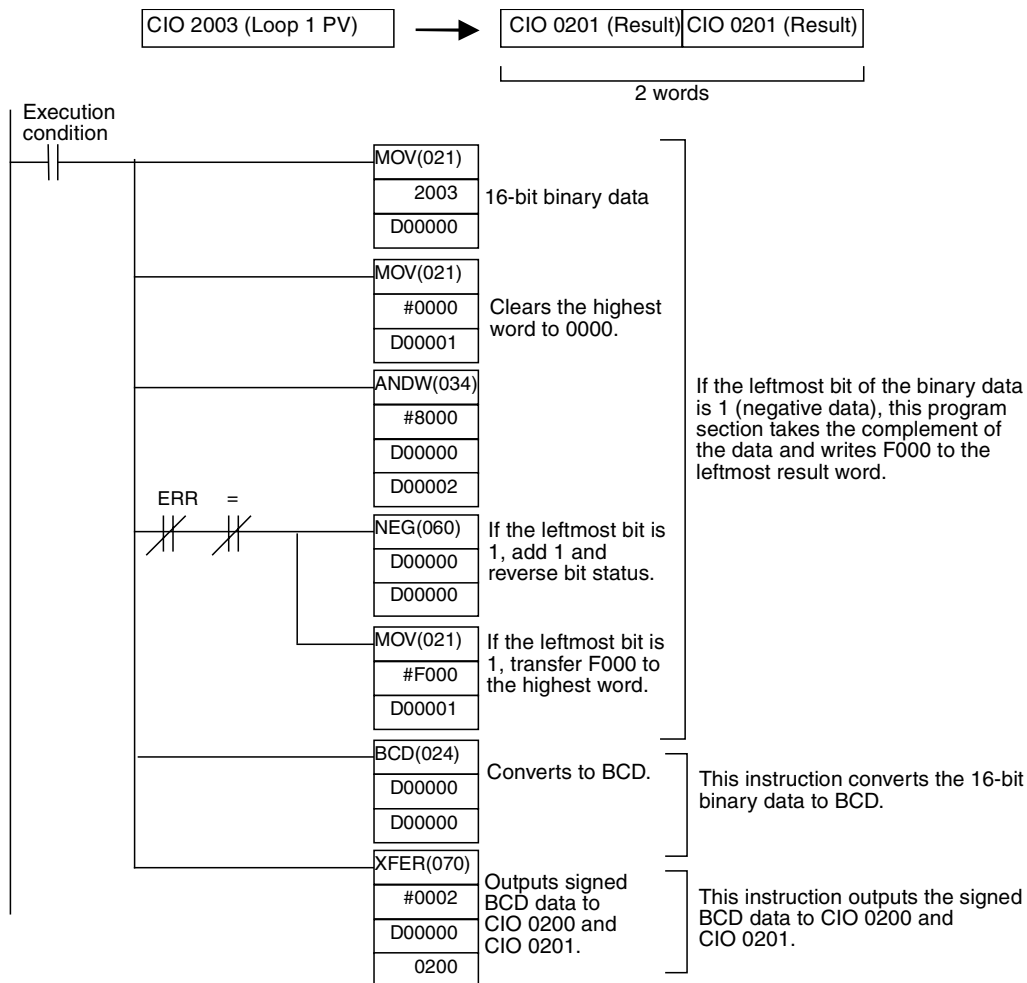 CIO 2003 (Loop 1 PV)
CIO 0201 (Result)
CIO 0201 (Result)
2 words
Execution
condition
MOV(021)
2003
D00000
16-bit binary data
MOV(021)
#0000
D00001
Clears the highest
word to 0000.
ANDW(034)
#8000
D00000
D00002
If the leftmost bit of the binary data
is 1 (negative data), this program
section takes the complement of
the data and writes F000 to the
leftmost result word.
ERR =
NEG(060)
D00000
D00000
If the leftmost bit is
1, add 1 and
reverse bit status.
MOV(021)
#F000
D00001
If the leftmost bit is
1, transfer F000 to
the highest word.
BCD(024)
D00000
D00000
Converts to BCD.
This instruction converts the 16-bit
binary data to BCD.
XFER(070)
#0002
D00000
0200
Outputs signed
BCD data to
CIO 0200 and
CIO 0201.
This instruction outputs the signed
BCD data to CIO 0200 and
CIO 0201.